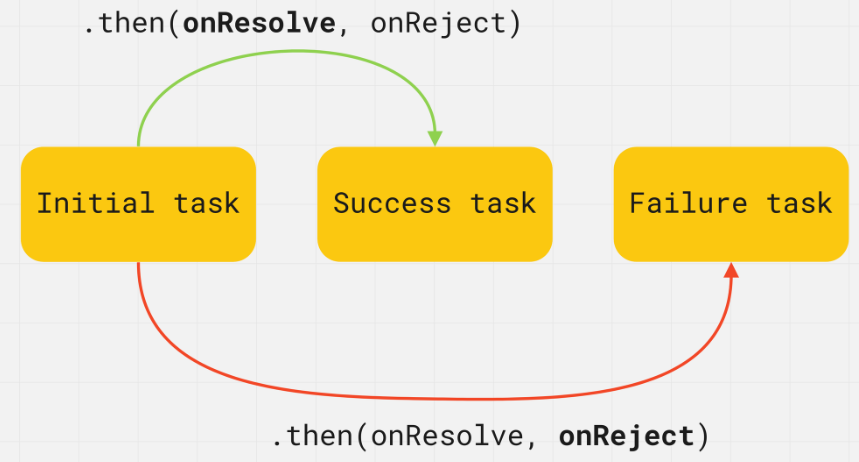 .then(onResolve, onReject)
Initial task
Success task
Failure task
.then(onResolve, onReject)